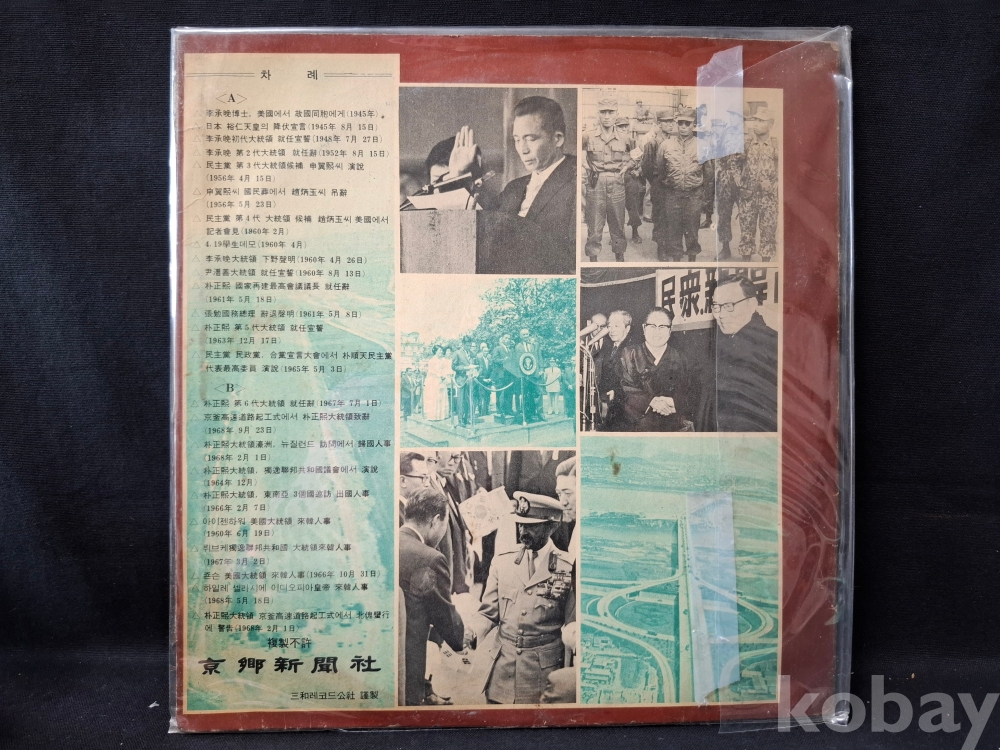 차 례
〈A〉
△ 李承晩博士, 美國에서 故國同胞에게(1945年)
日本 裕仁天皇의 降伏宣言(1945年 8月 15日)
李承晩初代大統領 就任宣誓(1948年 7月 27日)
△ 李承晩 第2代大統領 就任辭(1952年 8月 15日)
△ 民主黨 第3代大統領候補, 申翼熙씨 演說
(1956年 4月 15日)
△ 申翼熙씨 國民葬에서 趙炳玉씨 弔辭
(1956年 5月 23日)
△ 民主黨 第4代 大統領 候補 趙炳玉씨 美國에서
記者會見(1960年 2月)
△ 4.19學生데모(1960年 4月)
△ 李承晩大統領 下野聲明(1960年 4月 26日)
△ 尹潽善大統領 就任宣誓(1960年 8月 13日)
△ 朴正熙 國家再建最高會議議長 就任辭
(1961年 5月 18日)
△ 張勉國務總理 辭退聲明(1961年 5月 8日)
△ 朴正熙 第5代大統領 就任宣誓
(1963年 12月 17日)
△ 民主黨 民政黨, 合黨宣言大會에서 朴順天民主黨
代表最高委員 演說(1965年 5月 3日)
〈B〉
△ 朴正熙 第6代大統領 就任辭(1967年 7月 1日)
△ 京釜高速道路起工式에서 朴正熙大統領致辭
(1968年 9月 23日)
△ 朴正熙大統領濠洲, 뉴질런드 訪問에서 歸國人事
(1968年 2月 1日)
△ 朴正熙大統領, 獨逸聯邦共和國議會에서 演說
(1964年 12月)
△ 朴正熙大統領, 東南亞 3個國巡訪 出國人事
(1966年 2月 7日)
△ 아이젠하워 美國大統領 來韓人事
(1960年 6月 19日)
△ 뤼브케獨逸聯邦共和國 大統領來韓人事
(1967年 3月 2日)
△ 죤슨 美國大統領 來韓人事(1966年 10月 31日)
△ 하일레 셀라시에 이디오피아皇帝 來韓人事
(1968年 5月 18日)
△ 朴正熙大統領 京釜高速道路起工式에서 北傀蠻行
에 警告(1968年 2月 1日)
複製不許
京鄕新聞社
三和레코드公社 謹製
民衆
kobay